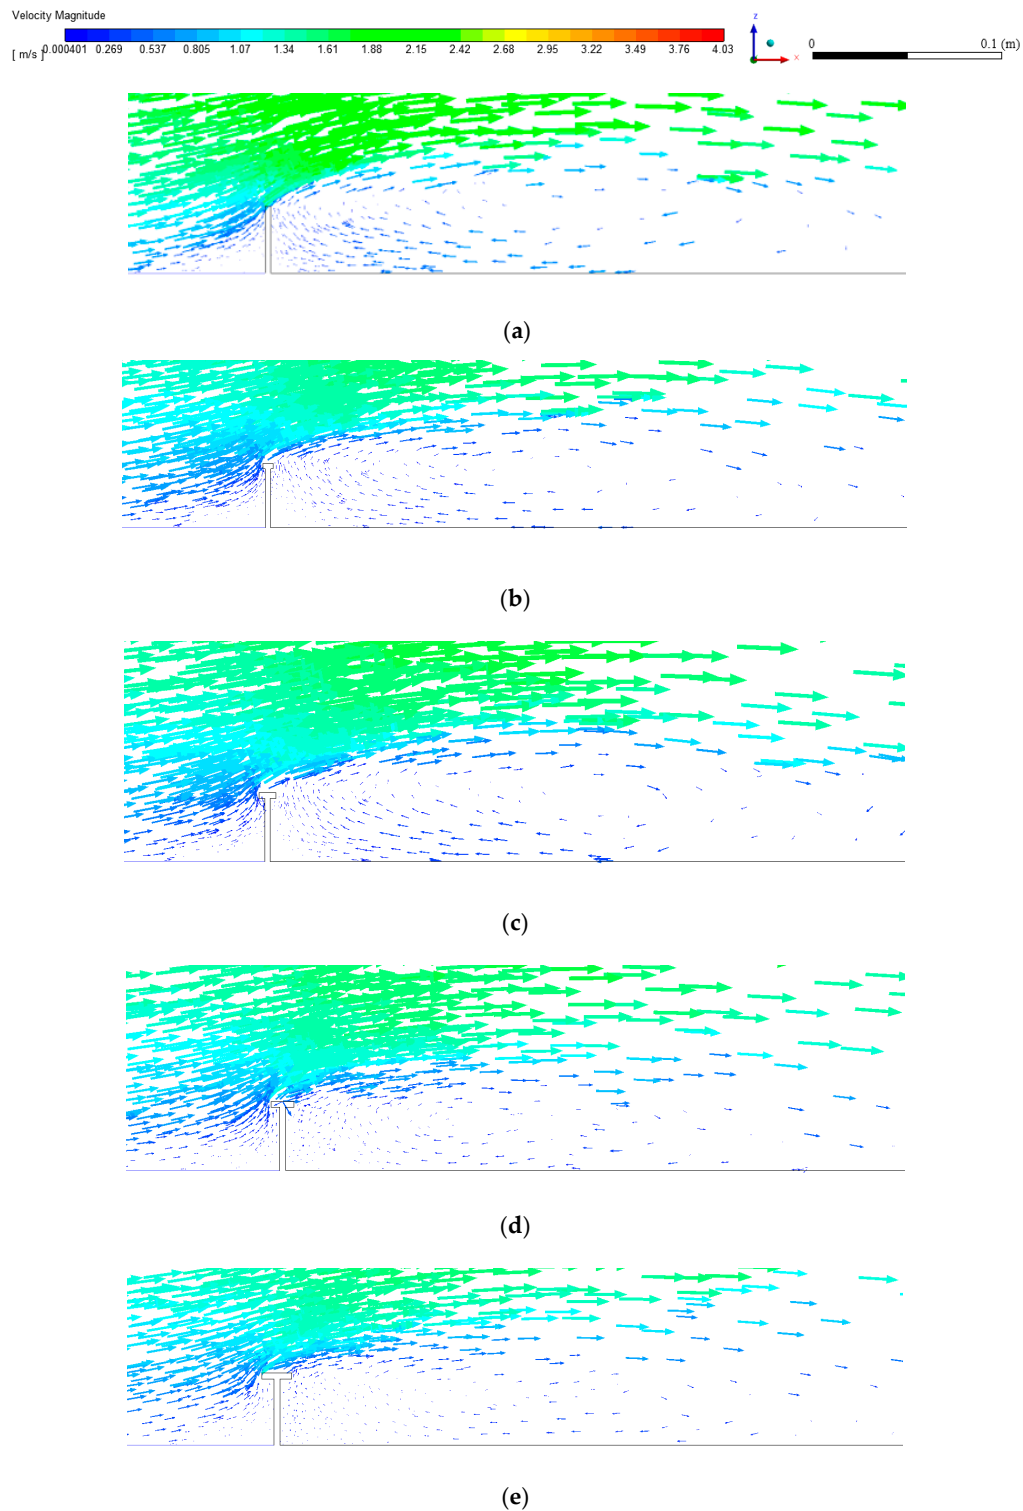 Velocity Magnitude
0.000401 0.269 0.537 0.805 1.07 1.34 1.61 1.88 2.15 2.42 2.68 2.95 3.22 3.49 3.76 4.03
[ m/s ]
z
x
0 0.1 (m)
(a)
(b)
(c)
(d)
(e)